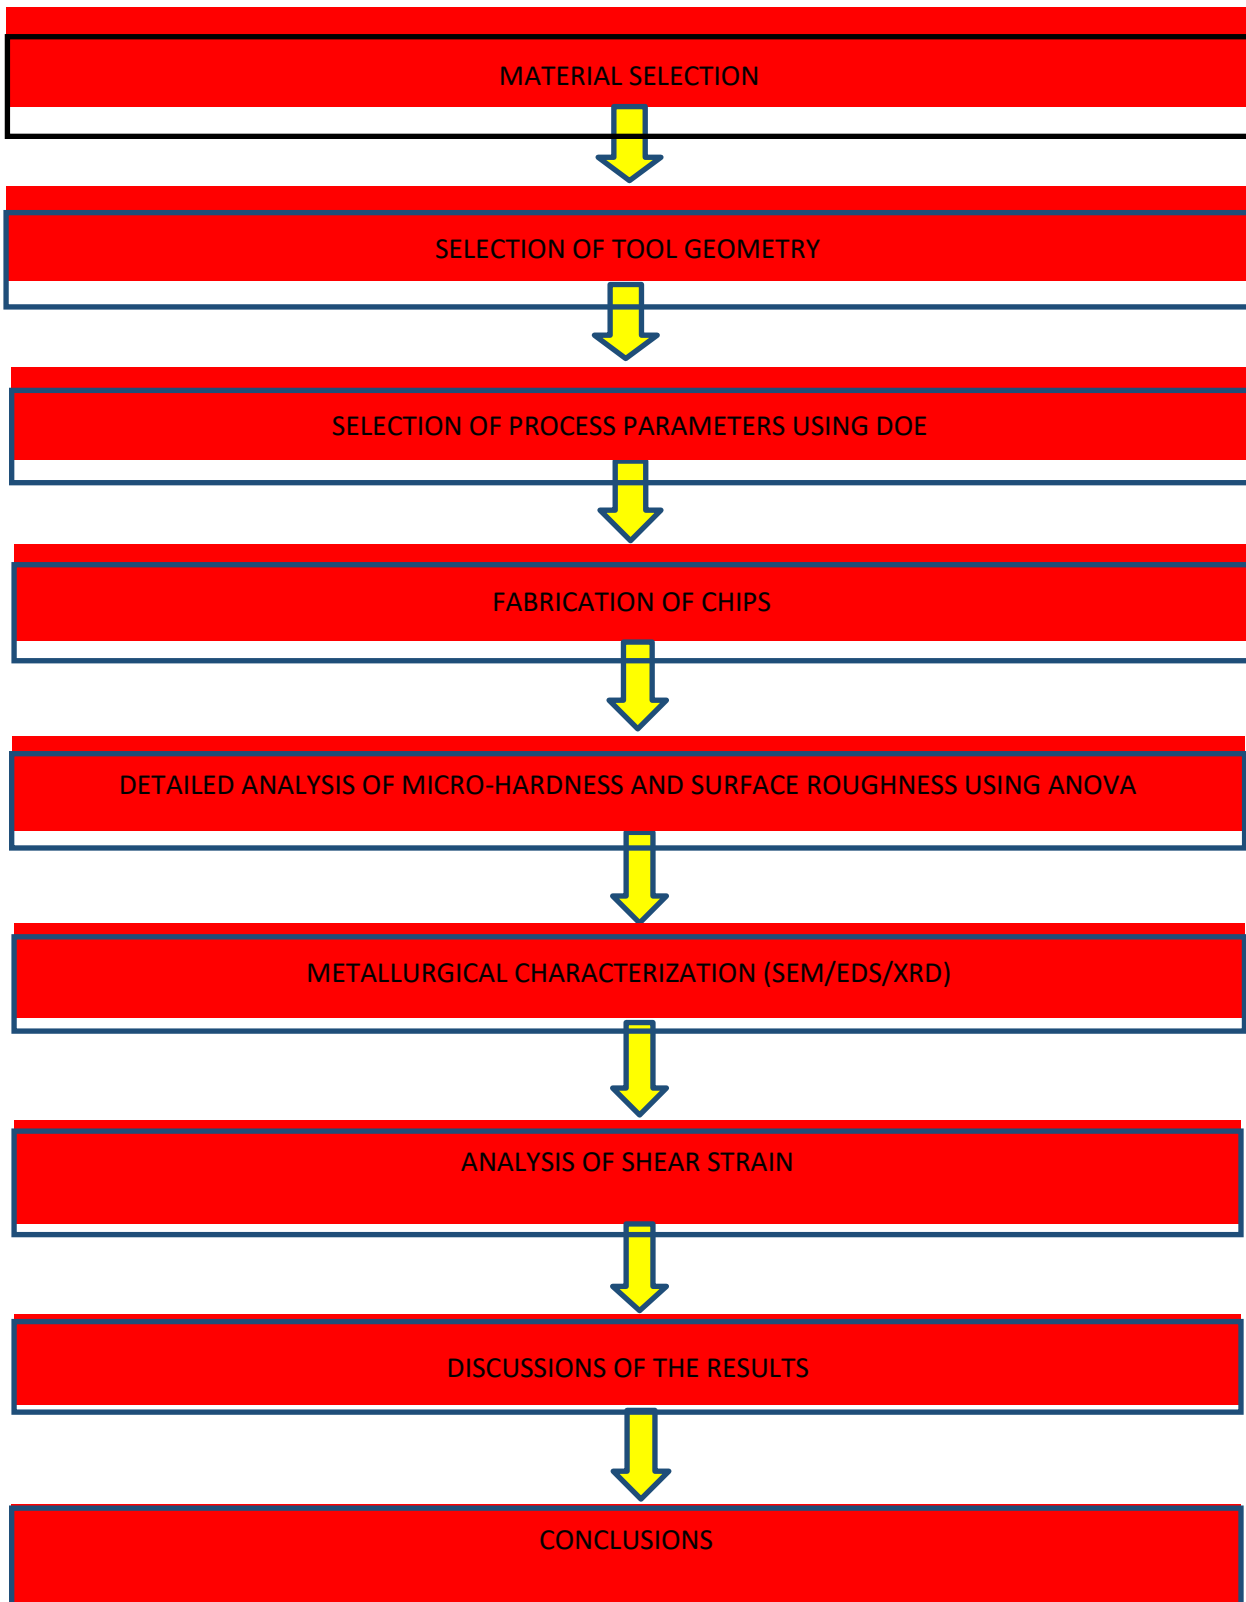 MATERIAL SELECTION
SELECTION OF TOOL GEOMETRY
SELECTION OF PROCESS PARAMETERS USING DOE
FABRICATION OF CHIPS
DETAILED ANALYSIS OF MICRO-HARDNESS AND SURFACE ROUGHNESS USING ANOVA
METALLURGICAL CHARACTERIZATION (SEM/EDS/XRD)
ANALYSIS OF SHEAR STRAIN
DISCUSSIONS OF THE RESULTS
CONCLUSIONS